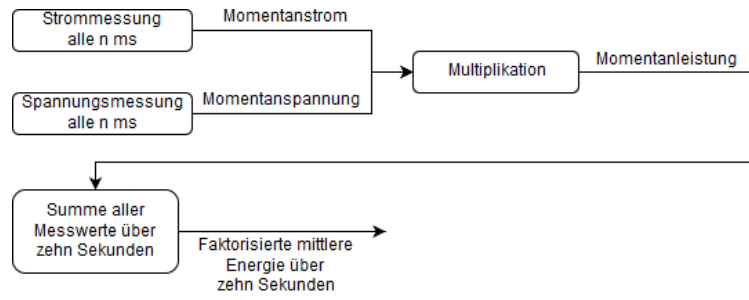 Strommessung
alle n ms
Momentanstrom
Spannungsmessung
alle n ms
Momentanspannung
Multiplikation
Momentanleistung
Summe aller
Messwerte über
zehn Sekunden
Faktorisierte mittlere
Energie über
zehn Sekunden